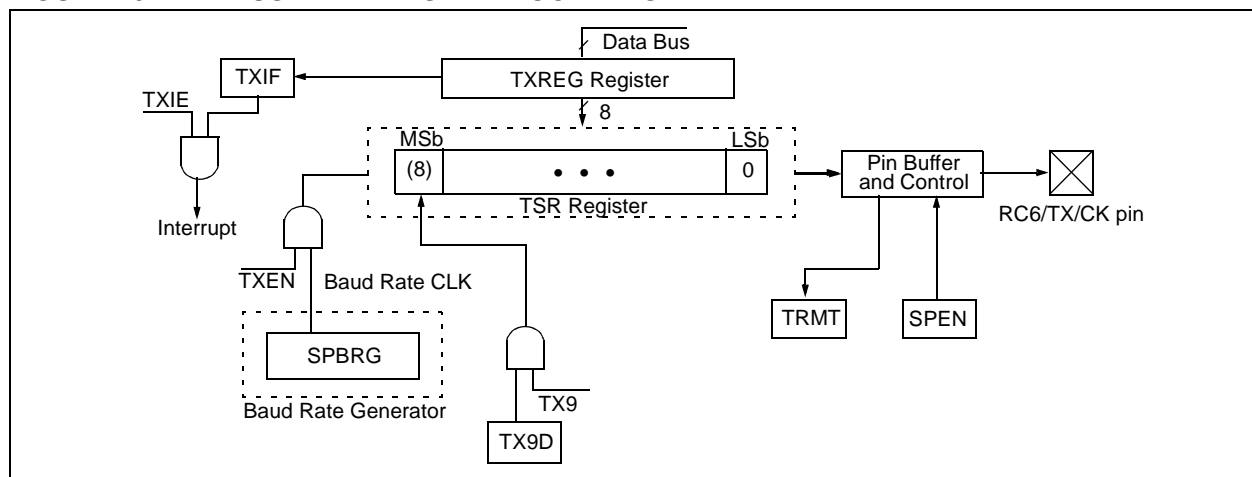 Data Bus
TXIF
TXREG Register
TXIE
8
MSb
LSb
(8)
• • •
0
Pin Buffer
and Control
TSR Register
Interrupt
RC6/TX/CK pin
TXEN
Baud Rate CLK
TRMT
SPEN
SPBRG
TX9
Baud Rate Generator
TX9D